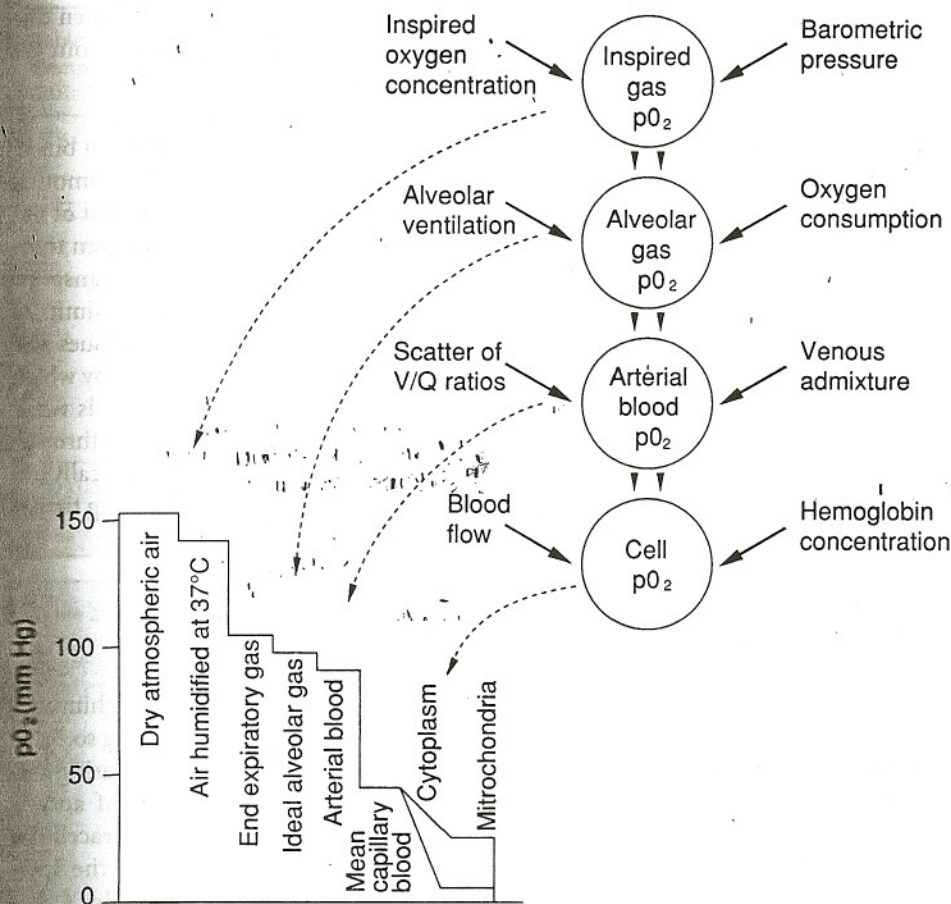 Inspired
oxygen
concentration
Inspired
gas
pO₂
Barometric
pressure
Alveolar
ventilation
Alveolar
gas
pO₂
Oxygen
consumption
Scatter of
V/Q ratios
Arterial
blood
pO₂
Venous
admixture
Blood
flow
Cell
pO₂
Hemoglobin
concentration
pO₂ (mm Hg)
150
100
50
0
Dry atmospheric air
Air humidified at 37°C
End expiratory gas
Ideal alveolar gas
Arterial blood
Mean
capillary
blood
Cytoplasm
Mitrochondria